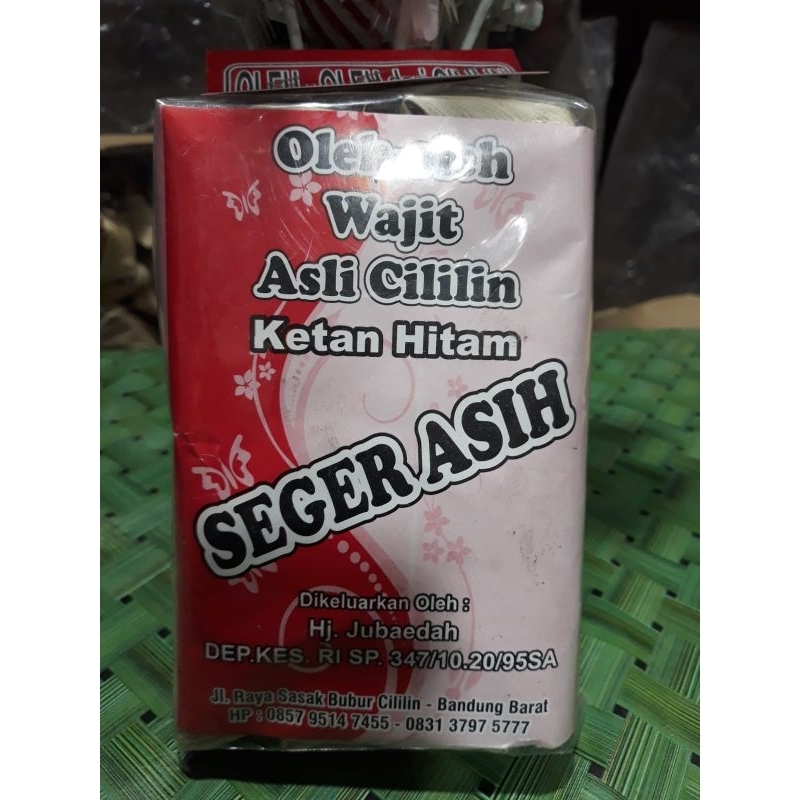 OLEH - OLEH
Wajit
Asli Cililin
Ketan Hitam
SEGER ASIH
Dikeluarkan Oleh :
Hj. Jubaedah
DEP.KES. RI SP. 347/10.20/95SA
Jl. Raya Sasak Bubur Cililin - Bandung Barat
HP : 0857 9514 7455 - 0831 3797 5777